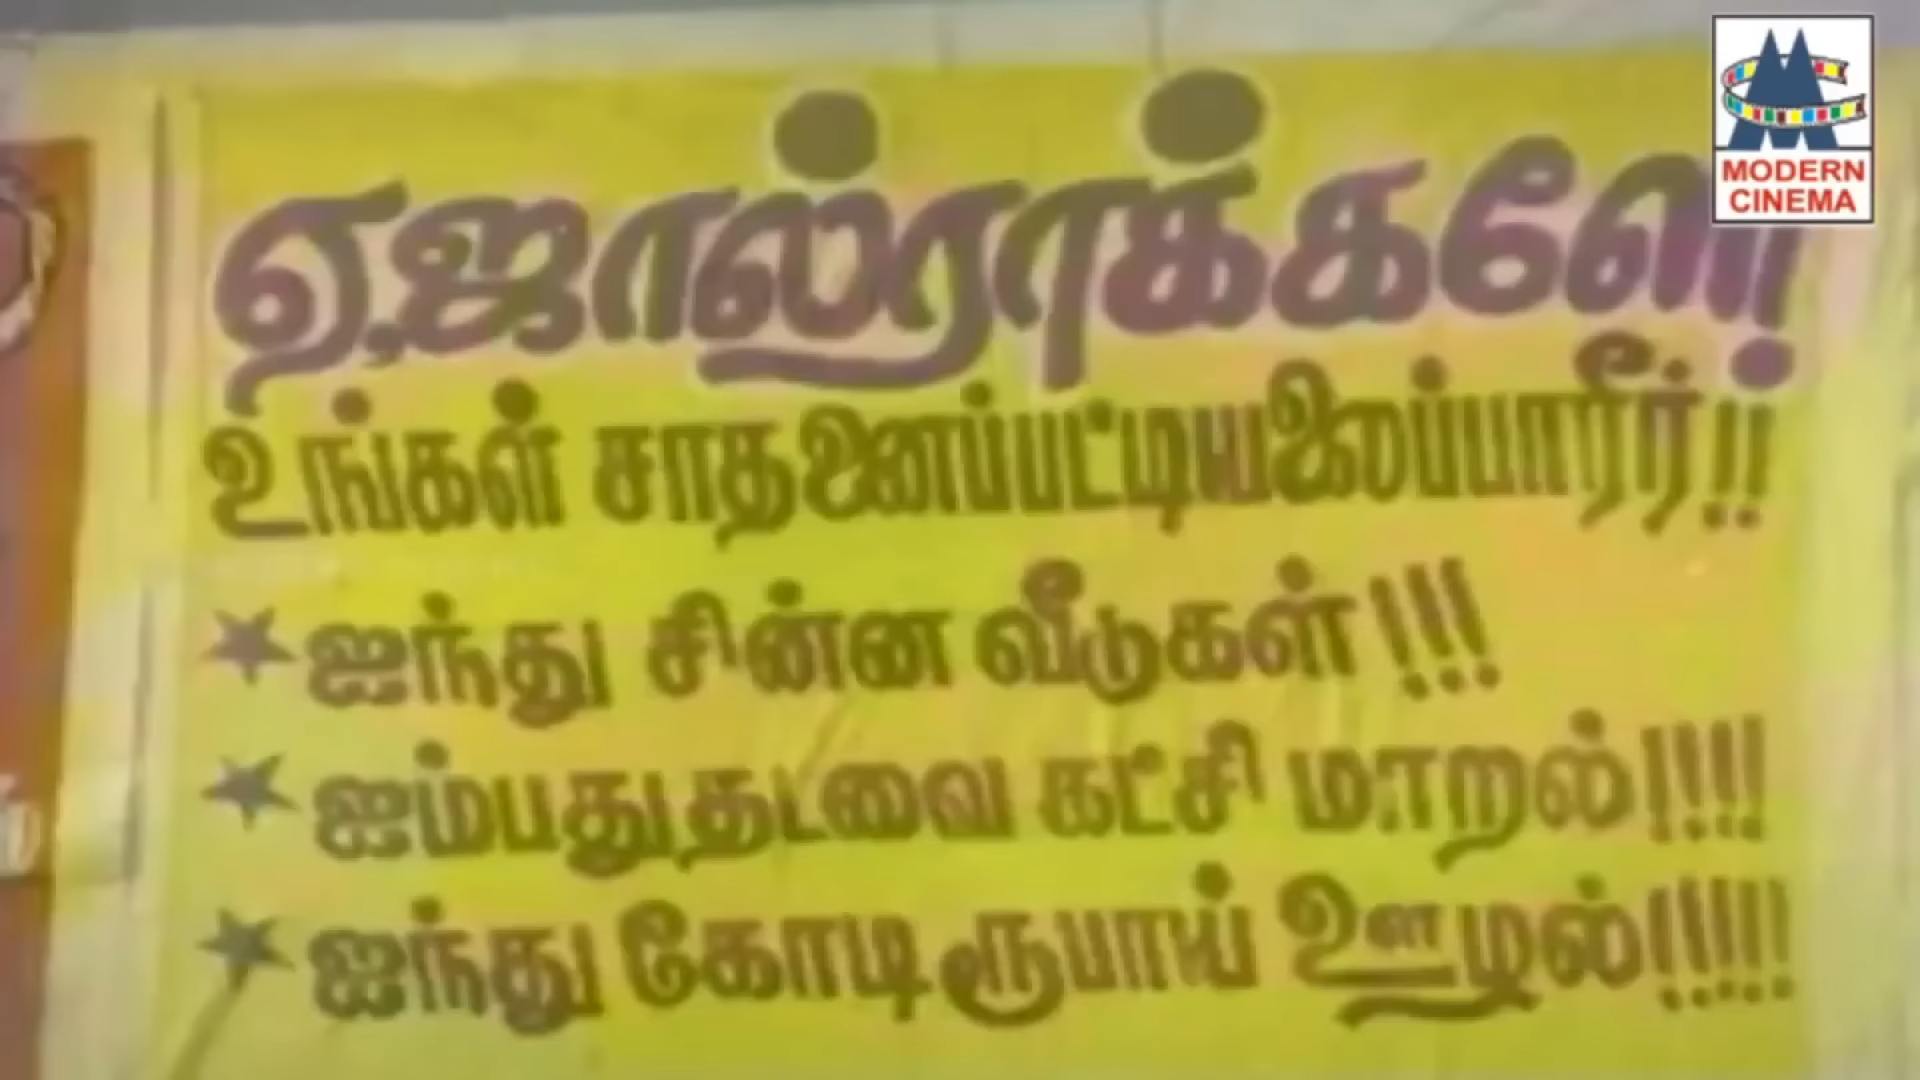 MODERN
CINEMA
ஏ.ஜால்ராக்களே!
உங்கள் சாதனைப்பட்டியலைப்பாரீர்!!
ஐந்து சின்ன வீடுகள்!!!
ஐம்பதுதடவை கட்சி மாறல்!!!!
ஐந்து கோடி ரூபாய் ஊழல்!!!!!